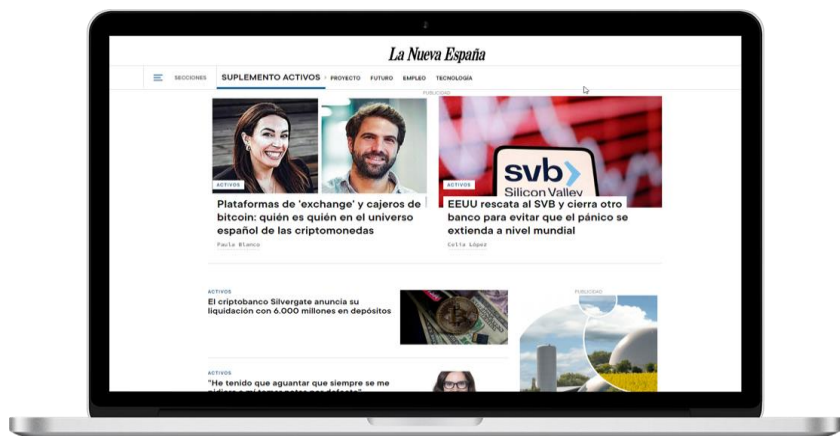 La Nueva España
SECCIONES
SUPLEMENTO ACTIVOS
PROYECTO
FUTURO
EMPLEO
TECNOLOGÍA
PUBLICIDAD
ACTIVOS
Plataformas de 'exchange' y cajeros de
bitcoin: quién es quién en el universo
español de las criptomonedas
Paula Blanco
svb
Silicon Valley
ACTIVOS
EEUU rescata al SVB y cierra otro
banco para evitar que el pánico se
extienda a nivel mundial
Celia López
ACTIVOS
El criptobanco Silvergate anuncia su
liquidación con 6.000 millones en depósitos
PUBLICIDAD
ACTIVOS
"He tenido que aguantar que siempre se me